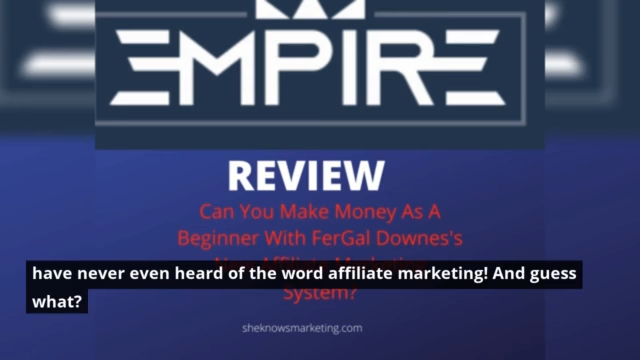 EMPIRE
REVIEW
Can You Make Money As A
Beginner With FerGal Downes's
have never even heard of the word affiliate marketing! And guess
what?
System?
sheknowsmarketing.com